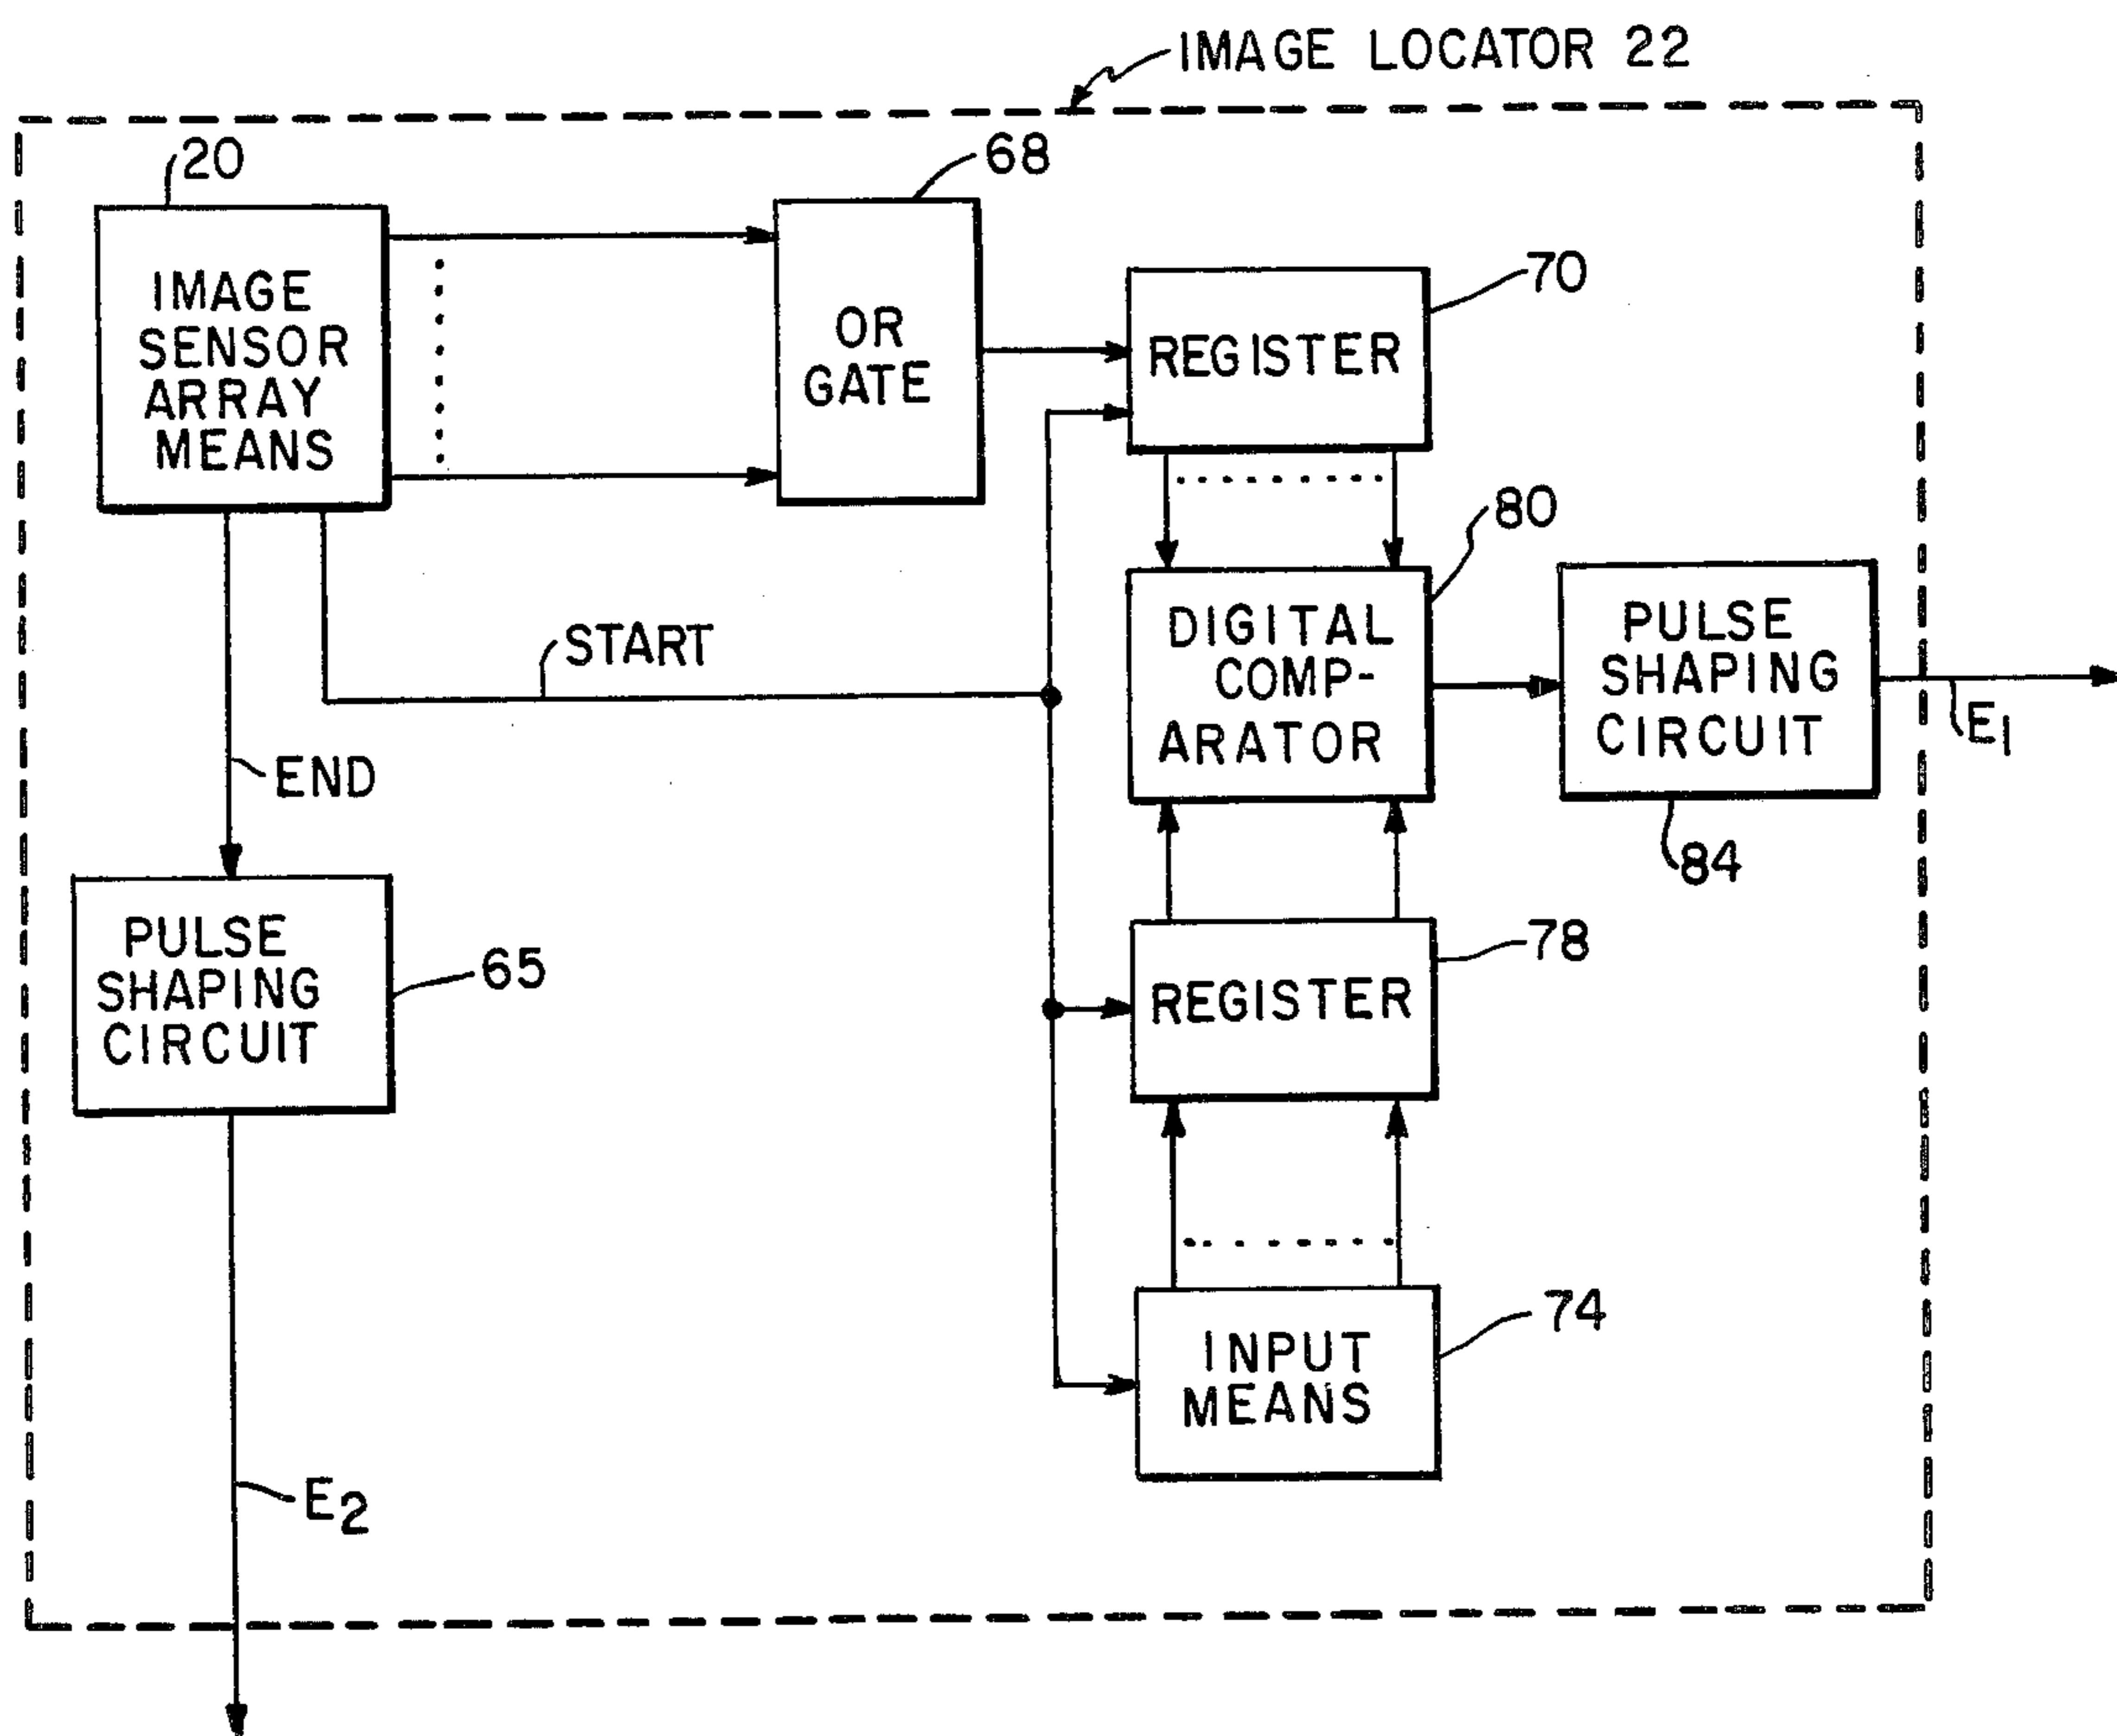 IMAGE LOCATOR 22
20
68
IMAGE
SENSOR
ARRAY
MEANS
OR
GATE
70
REGISTER
80
START
DIGITAL
COMP-
ARATOR
PULSE
SHAPING
CIRCUIT
E1
END
84
PULSE
SHAPING
CIRCUIT
65
78
REGISTER
74
INPUT
MEANS
E2